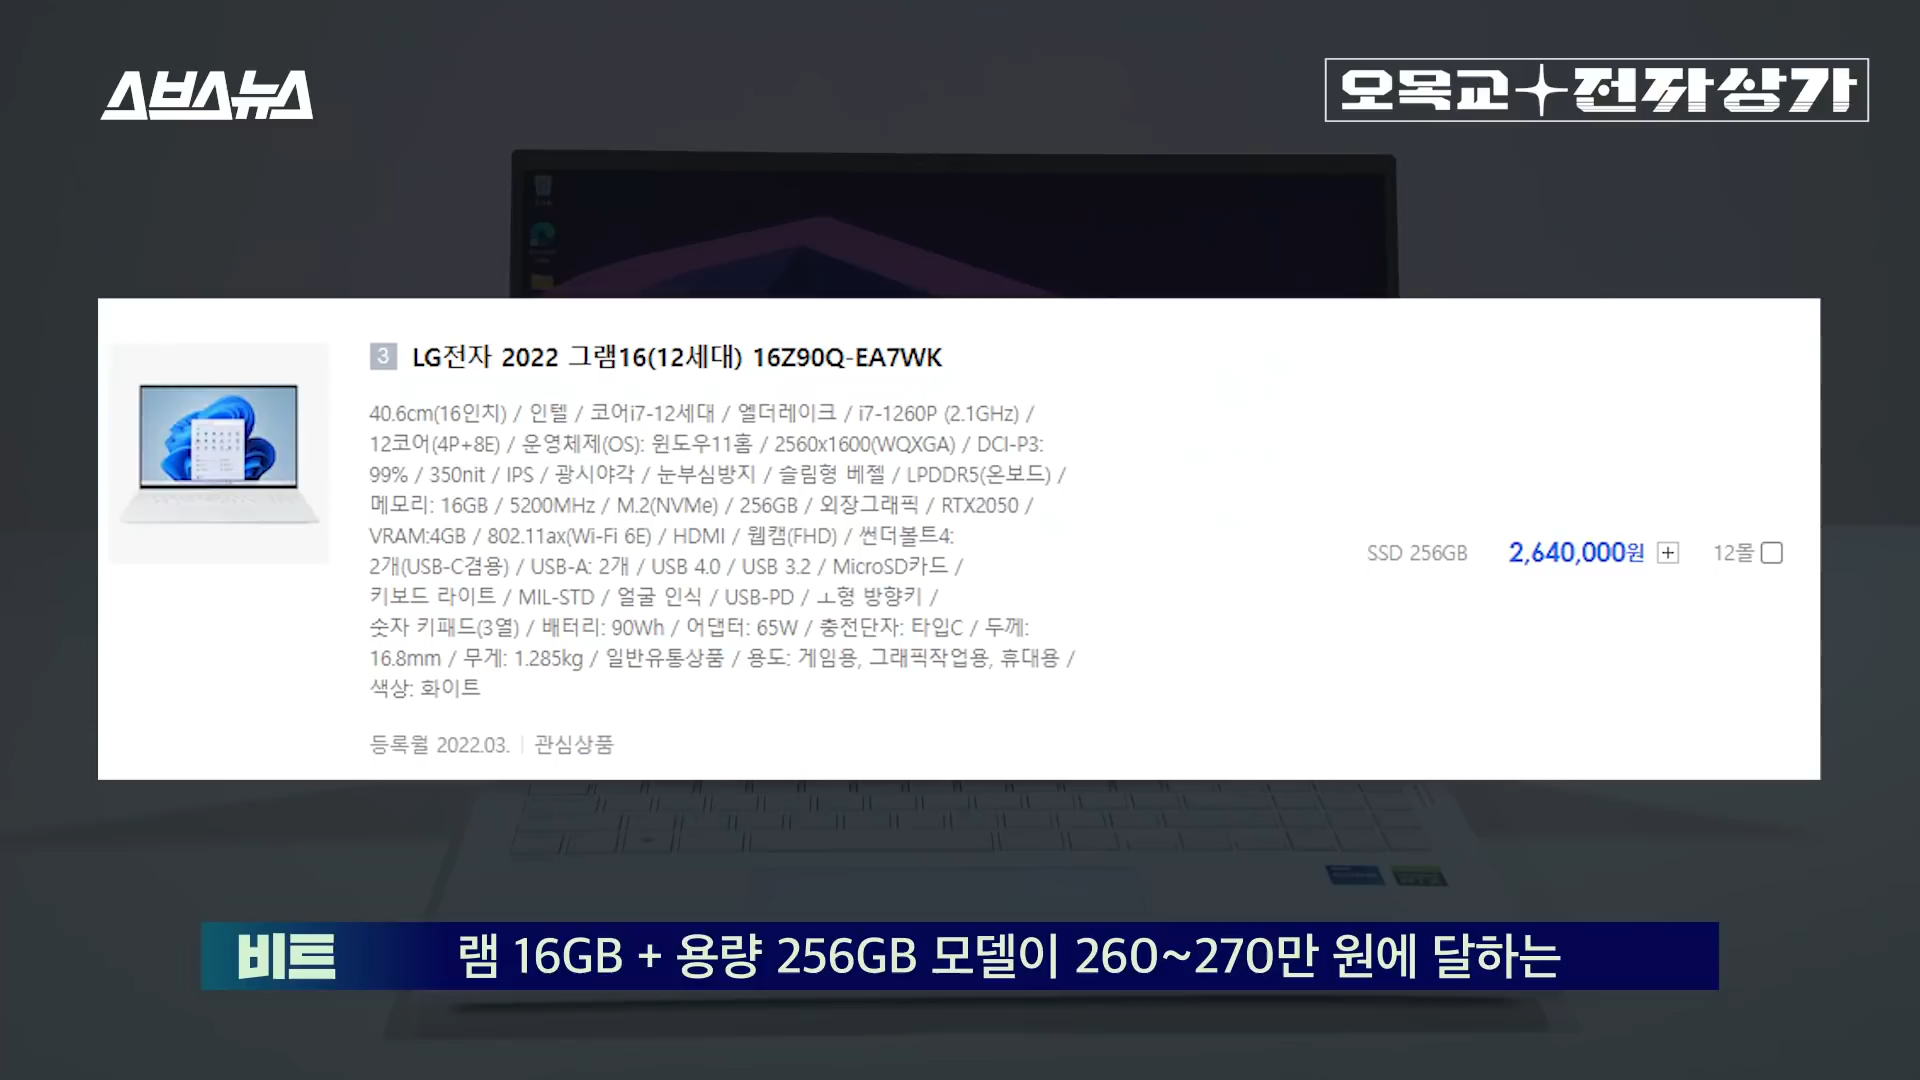 스브스뉴스
오목교 전자상가
3 LG전자 2022 그램16(12세대) 16Z90Q-EA7WK
40.6cm(16인치) / 인텔 / 코어i7-12세대 / 엘더레이크 / i7-1260P (2.1GHz) /
12코어(4P+8E) / 운영체제(OS): 윈도우11홈 / 2560x1600(WQXGA) / DCI-P3:
99% / 350nit / IPS / 광시야각 / 눈부심방지 / 슬림형 베젤 / LPDDR5(온보드) /
메모리: 16GB / 5200MHz / M.2(NVMe) / 256GB / 외장그래픽 / RTX2050 /
VRAM:4GB / 802.11ax(Wi-Fi 6E) / HDMI / 웹캠(FHD) / 썬더볼트4:
2개(USB-C겸용) / USB-A: 2개 / USB 4.0 / USB 3.2 / MicroSD카드 /
키보드 라이트 / MIL-STD / 얼굴 인식 / USB-PD / ㅗ형 방향키 /
숫자 키패드(3열) / 배터리: 90Wh / 어댑터: 65W / 충전단자: 타입C / 두께:
16.8mm / 무게: 1.285kg / 일반유통상품 / 용도: 게임용, 그래픽작업용, 휴대용 /
색상: 화이트
SSD 256GB 2,640,000원 + 12몰
등록월 2022.03. | 관심상품
비트 램 16GB + 용량 256GB 모델이 260~270만 원에 달하는